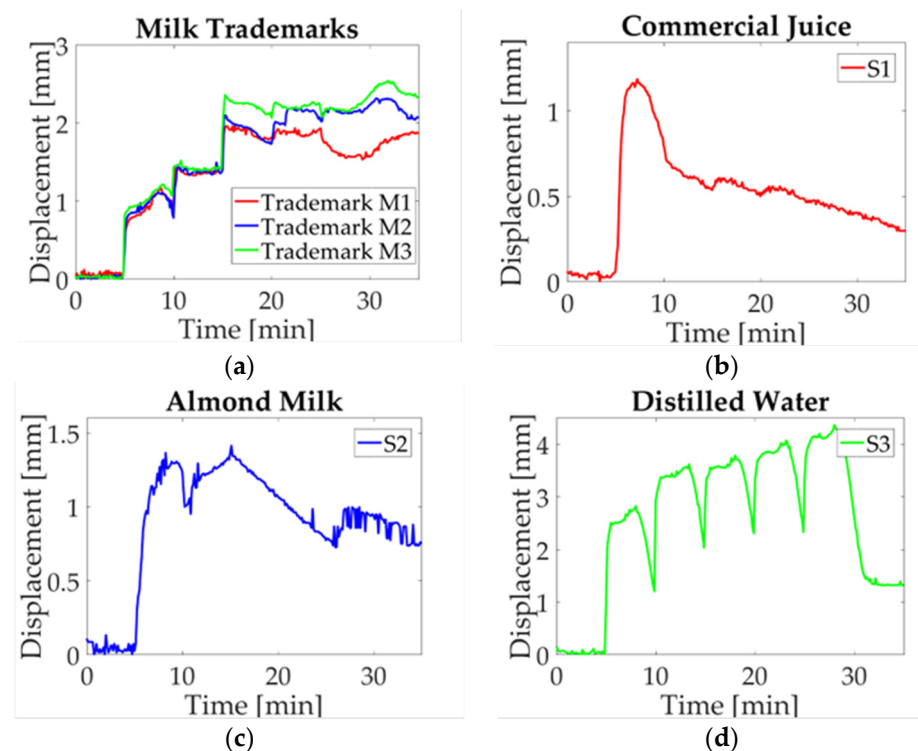 Milk Trademarks
Displacement [mm]
3
2
1
0
Trademark M1
Trademark M2
Trademark M3
0 10 20 30
Time [min]
(a)
Commercial Juice
Displacement [mm]
1
0.5
0
S1
0 10 20 30
Time [min]
(b)
Almond Milk
Displacement [mm]
1.5
1
0.5
0
S2
0 10 20 30
Time [min]
(c)
Distilled Water
Displacement [mm]
4
3
2
1
0
S3
0 10 20 30
Time [min]
(d)